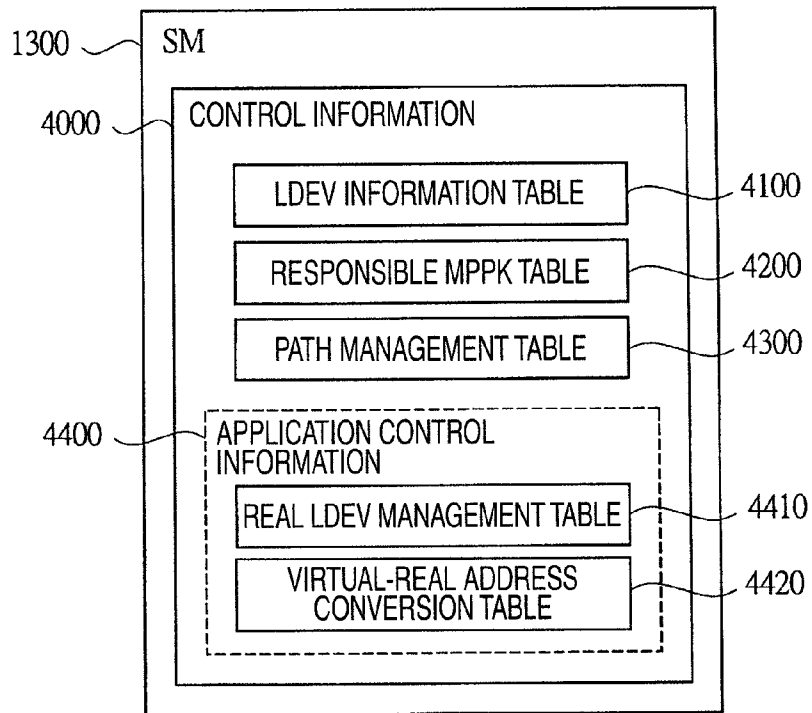 1300
SM
4000
CONTROL INFORMATION
LDEV INFORMATION TABLE
4100
RESPONSIBLE MPPK TABLE
4200
PATH MANAGEMENT TABLE
4300
4400
APPLICATION CONTROL
INFORMATION
REAL LDEV MANAGEMENT TABLE
4410
VIRTUAL-REAL ADDRESS
CONVERSION TABLE
4420